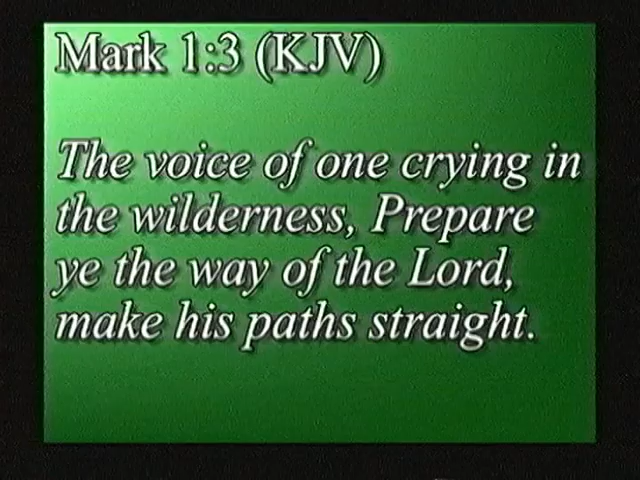 Mark 1:3 (KJV)
The voice of one crying in
the wilderness, Prepare
ye the way of the Lord,
make his paths straight.